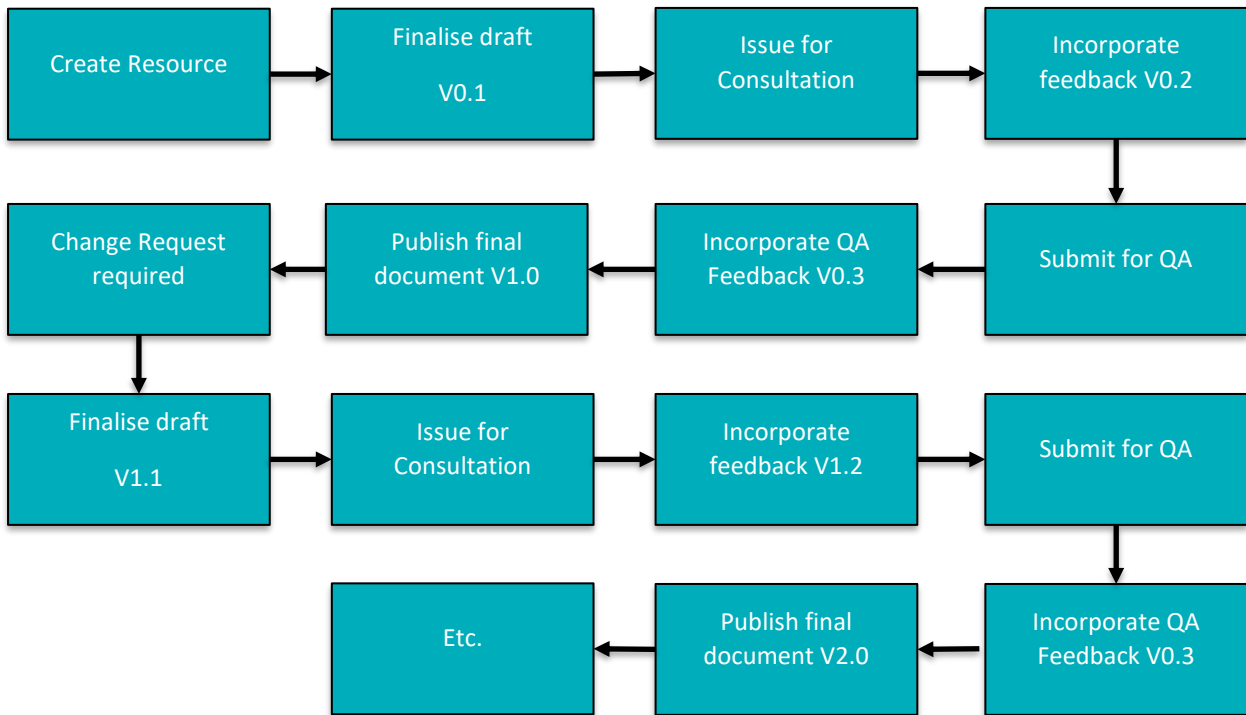 Create Resource
Finalise draft
V0.1
Issue for
Consultation
Incorporate
feedback V0.2
Submit for QA
Incorporate QA
Feedback V0.3
Publish final
document V1.0
Change Request
required
Finalise draft
V1.1
Issue for
Consultation
Incorporate
feedback V1.2
Submit for QA
Incorporate QA
Feedback V0.3
Publish final
document V2.0
Etc.